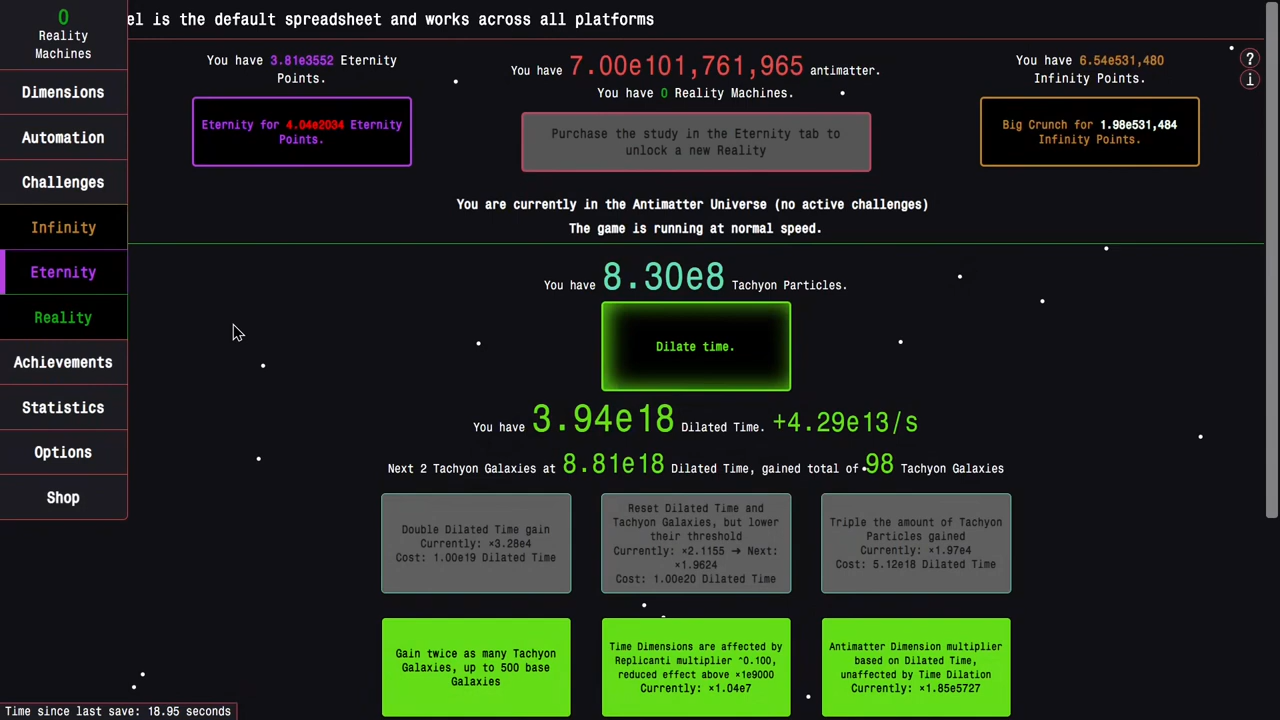 0
Reality
Machines
Dimensions
Automation
Challenges
Infinity
Eternity
Reality
Achievements
Statistics
Options
Shop
el is the default spreadsheet and works across all platforms
You have 3.81e3552 Eternity
Points.
Eternity for 4.04e2034 Eternity
Points.
You have 7.00e101,761,965 antimatter.
You have 0 Reality Machines.
Purchase the study in the Eternity tab to
unlock a new Reality
You have 6.54e531,480
Infinity Points.
Big Crunch for 1.98e531,484
Infinity Points.
?
i
You are currently in the Antimatter Universe (no active challenges)
The game is running at normal speed.
You have 8.30e8 Tachyon Particles.
Dilate time.
You have 3.94e18 Dilated Time. +4.29e13/s
Next 2 Tachyon Galaxies at 8.81e18 Dilated Time, gained total of 98 Tachyon Galaxies
Double Dilated Time gain
Currently: ×3.28e4
Cost: 1.00e19 Dilated Time
Reset Dilated Time and
Tachyon Galaxies, but lower
their threshold
Currently: ×2.1155 ➜ Next:
×1.9624
Cost: 1.00e20 Dilated Time
Triple the amount of Tachyon
Particles gained
Currently: ×1.97e4
Cost: 5.12e18 Dilated Time
Gain twice as many Tachyon
Galaxies, up to 500 base
Galaxies
Time Dimensions are affected by
Replicanti multiplier ^0.100,
reduced effect above ×1e9000
Currently: ×1.04e7
Antimatter Dimension multiplier
based on Dilated Time,
unaffected by Time Dilation
Currently: ×1.85e5727
Time since last save: 18.95 seconds